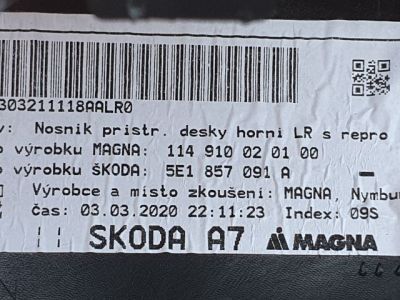 303211118AALR0
v: Nosnik pristr. desky horni LR s repro
o výrobku MAGNA: 114 910 02 01 00
o výrobku ŠKODA: 5E1 857 091 A
Výrobce a místo zkoušení: MAGNA, Nymbur
čas: 03.03.2020 22:11:23 Index: 09S
SKODA A7 MAGNA